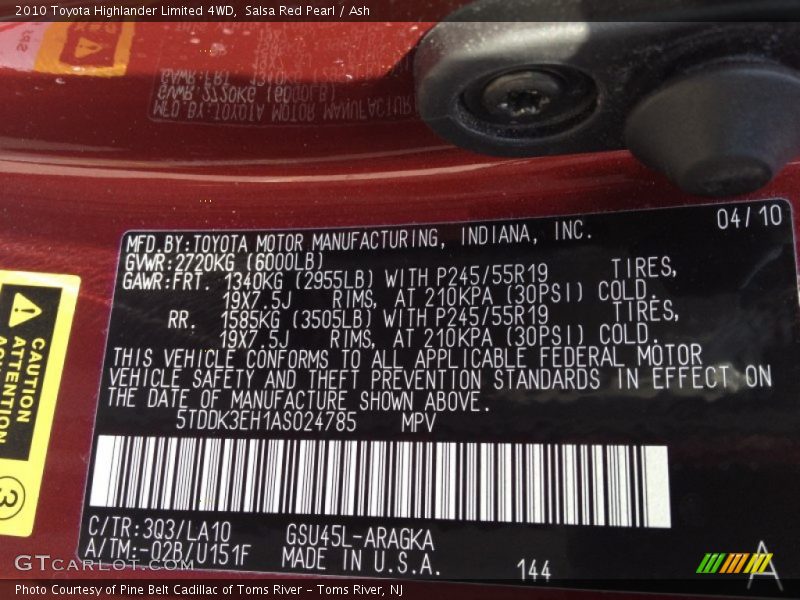 2010 Toyota Highlander Limited 4WD, Salsa Red Pearl / Ash
04/10
MFD.BY:TOYOTA MOTOR MANUFACTURING, INDIANA, INC.
GVWR:2720KG (6000LB)
GAWR:FRT. 1340KG (2955LB) WITH P245/55R19 TIRES,
19X7.5J RIMS, AT 210KPA (30PSI) COLD.
RR. 1585KG (3505LB) WITH P245/55R19 TIRES,
19X7.5J RIMS, AT 210KPA (30PSI) COLD.
THIS VEHICLE CONFORMS TO ALL APPLICABLE FEDERAL MOTOR
VEHICLE SAFETY AND THEFT PREVENTION STANDARDS IN EFFECT ON
THE DATE OF MANUFACTURE SHOWN ABOVE.
5TDDK3EH1AS024785 MPV
C/TR:3Q3/LA10 GSU45L-ARAGKA
A/TM:-02B/U151F MADE IN U.S.A. 144
A
CAUTION
ATTENTION
3
GTCARLOT.COM
Photo Courtesy of Pine Belt Cadillac of Toms River - Toms River, NJ